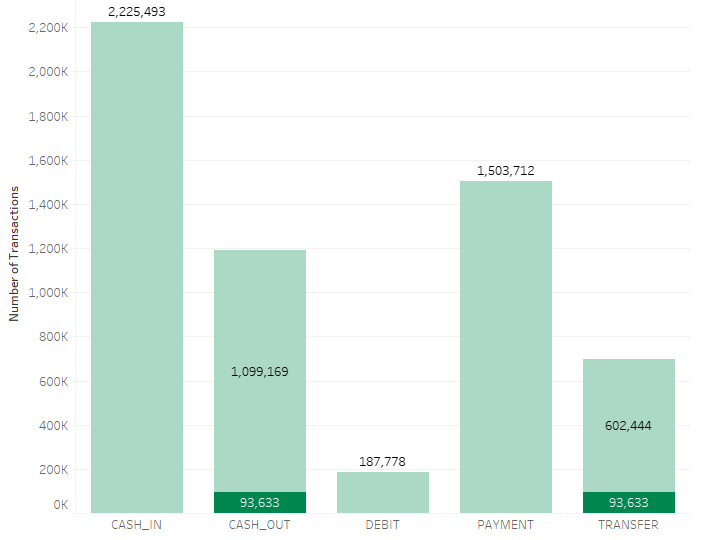 2,225,493
2,200K
2,000K
1,800K
1,600K
1,503,712
1,400K
1,200K
1,000K
800K
1,099,169
600K
400K
602,444
187,778
200K
93,633
93,633
0K
Number of Transactions
CASH_IN
CASH_OUT
DEBIT
PAYMENT
TRANSFER